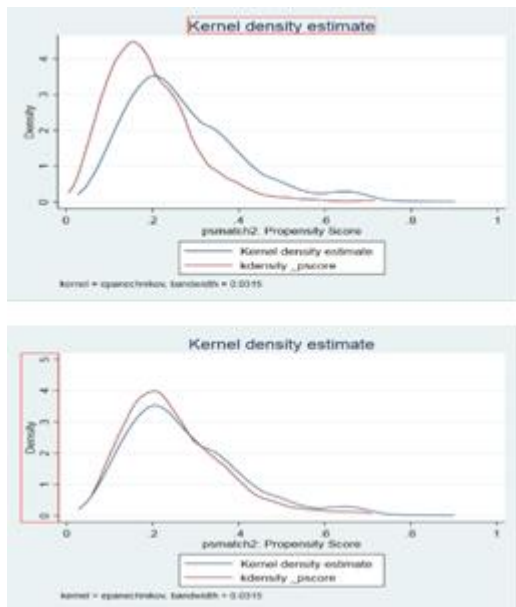 Kernel density estimate
4
3
2
1
0
Density
0 .2 .4 .6 .8 1
psmatch2: Propensity Score
Kernel density estimate
kdensity _pscore
kernel = epanechnikov, bandwidth = 0.0315
Kernel density estimate
5
4
3
2
1
0
Density
0 .2 .4 .6 .8 1
psmatch2: Propensity Score
Kernel density estimate
kdensity _pscore
kernel = epanechnikov, bandwidth = 0.0315